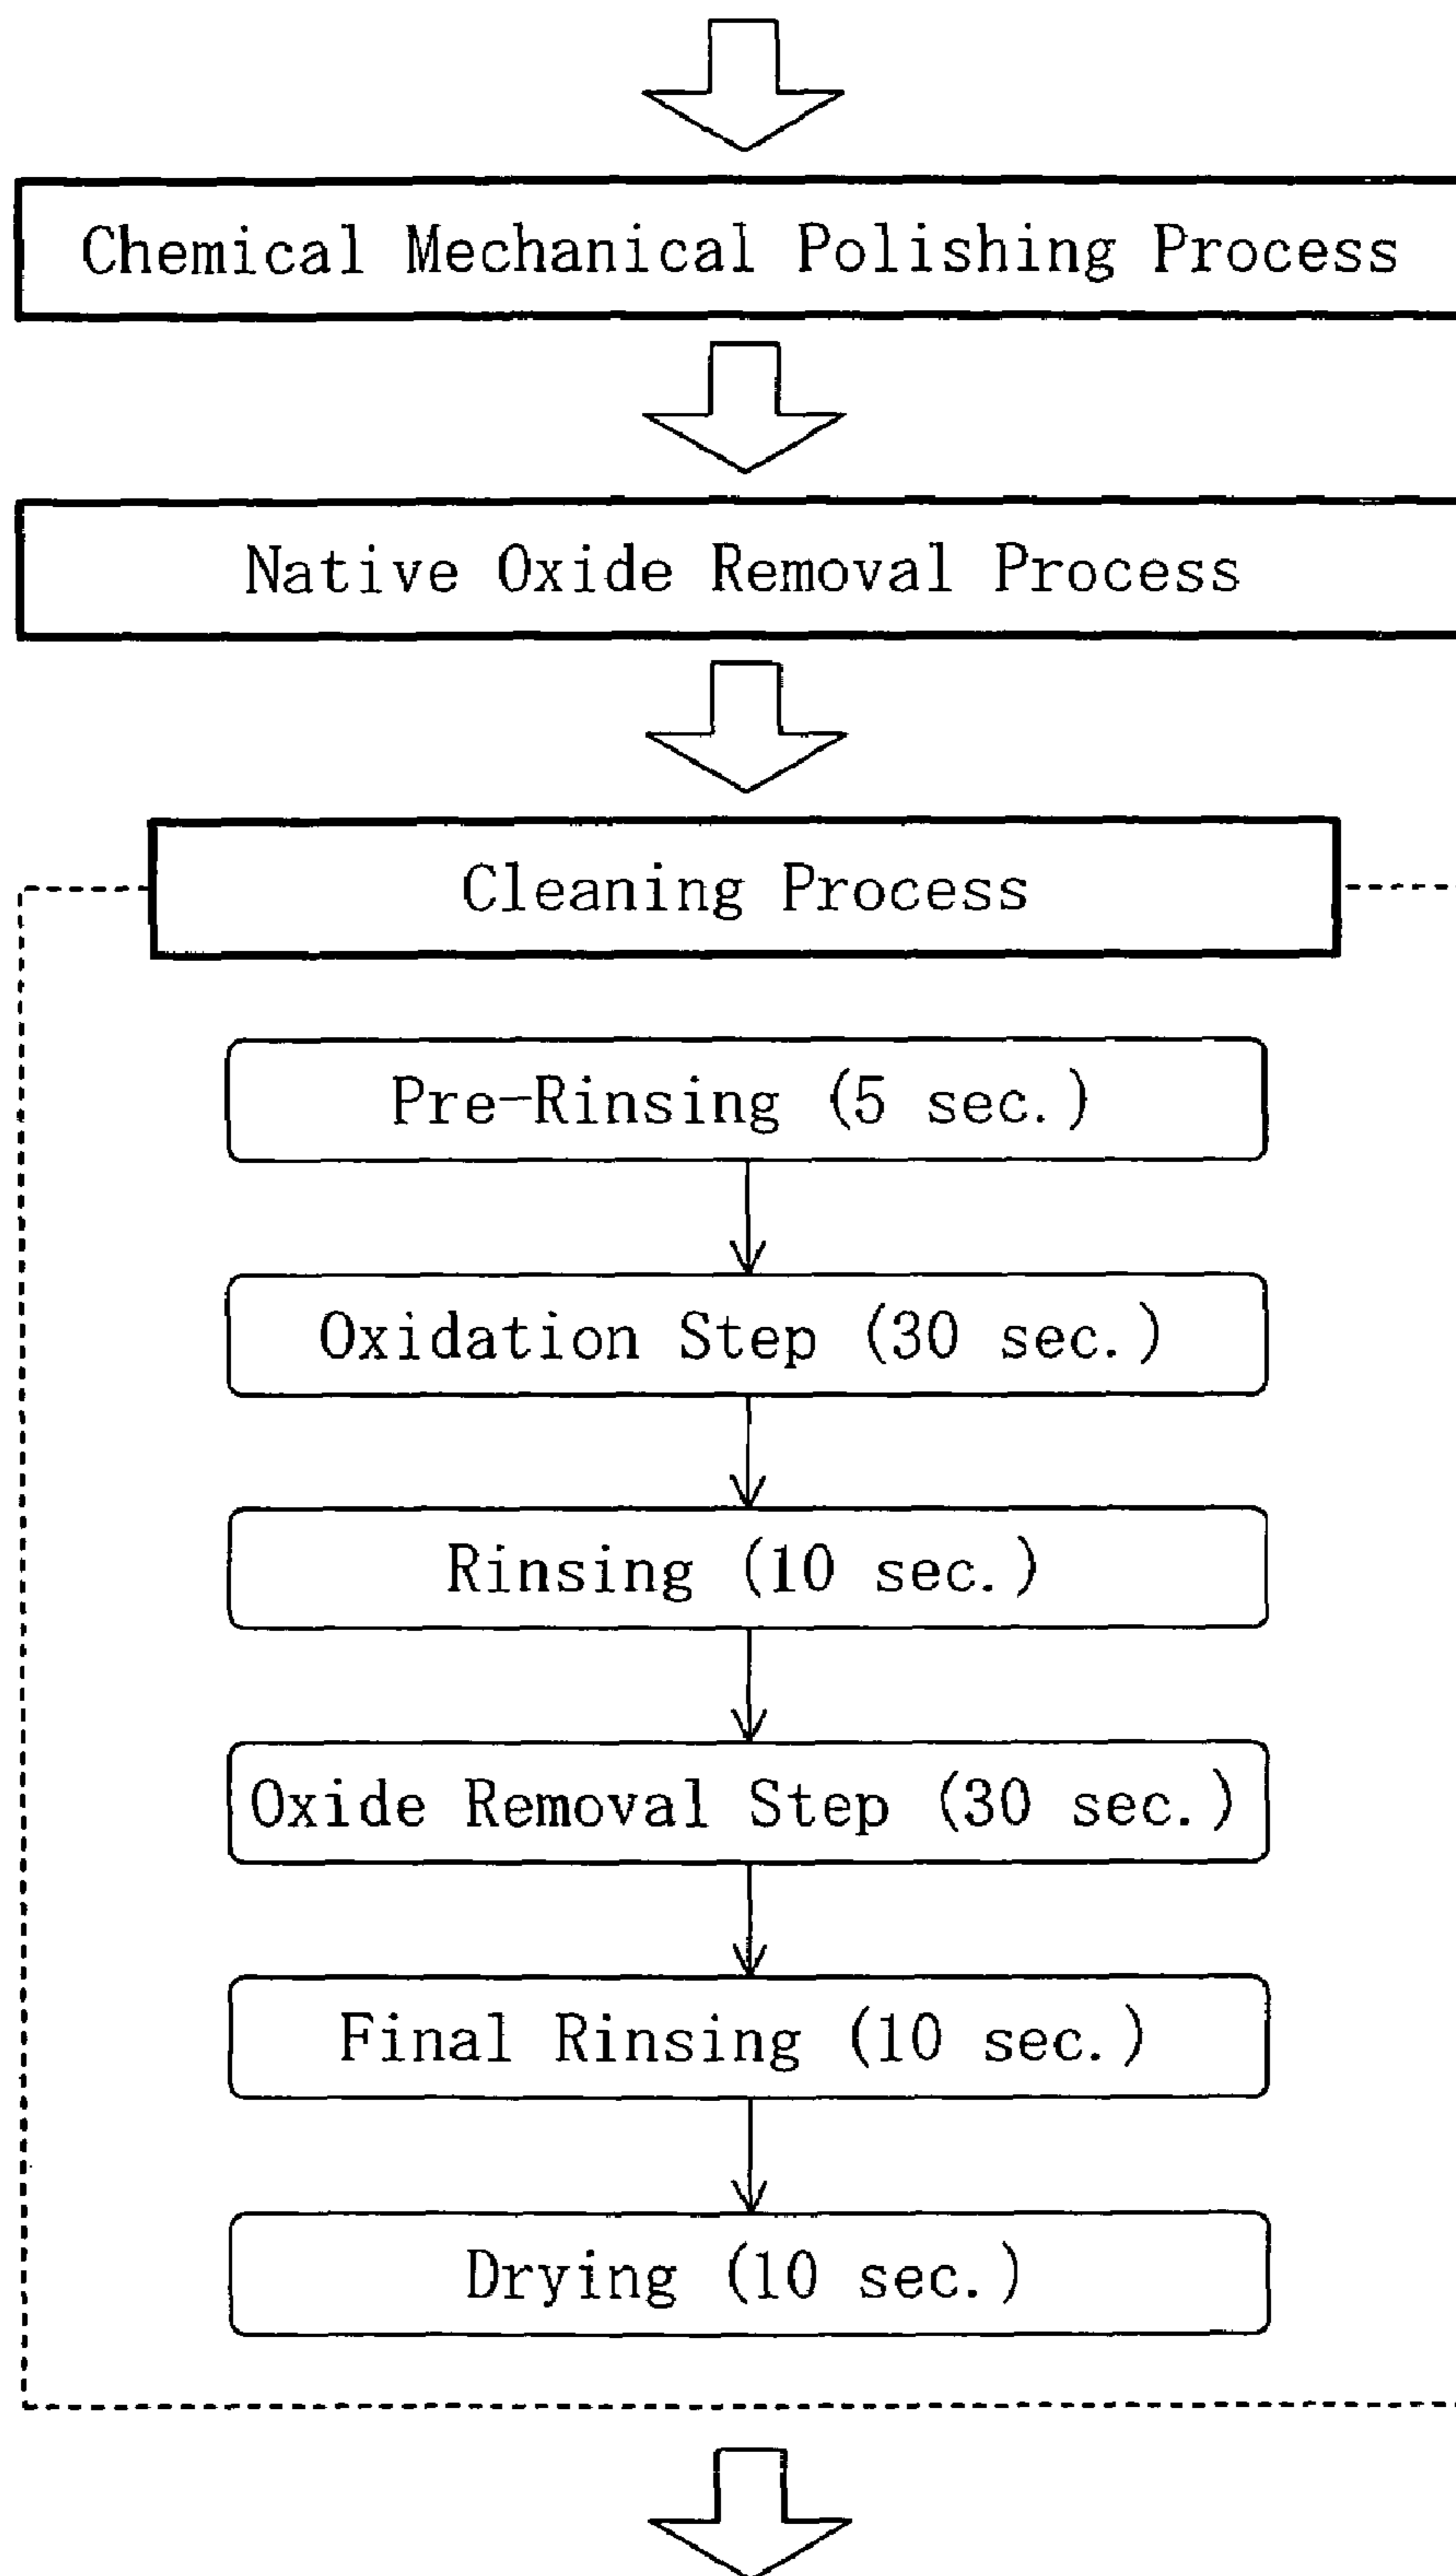 Chemical Mechanical Polishing Process
Native Oxide Removal Process
Cleaning Process
Pre-Rinsing (5 sec.)
Oxidation Step (30 sec.)
Rinsing (10 sec.)
Oxide Removal Step (30 sec.)
Final Rinsing (10 sec.)
Drying (10 sec.)